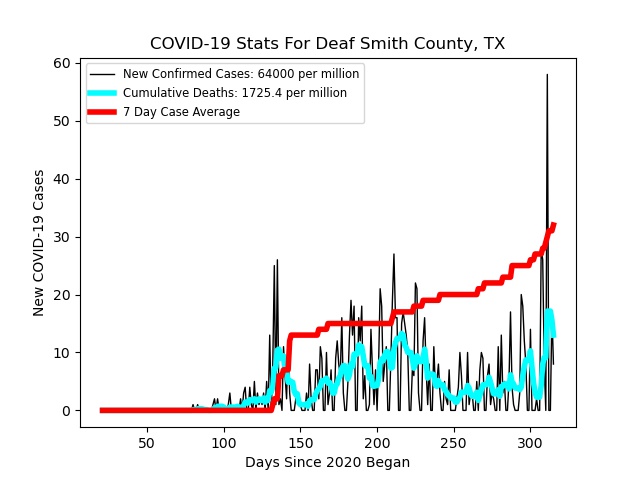 COVID-19 Stats For Deaf Smith County, TX
New Confirmed Cases: 64000 per million
Cumulative Deaths: 1725.4 per million
7 Day Case Average
60
50
40
30
20
10
0
New COVID-19 Cases
50 100 150 200 250 300
Days Since 2020 Began